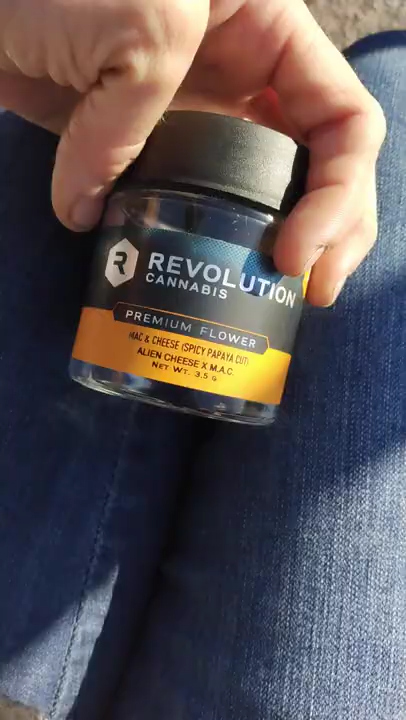 R
REVOLUTION
CANNABIS
PREMIUM FLOWER
MAC & CHEESE (SPICY PAPAYA CUT)
ALIEN CHEESE X M.A.C.
NET WT. 3.5 G